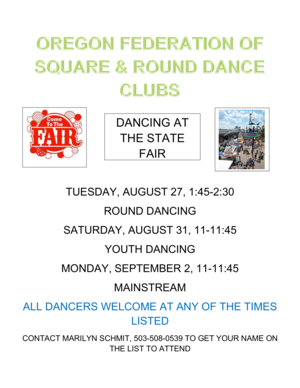 OREGON FEDERATION OF
SQUARE & ROUND DANCE
CLUBS
Come
To The
FAIR
DANCING AT
THE STATE
FAIR
TUESDAY, AUGUST 27, 1:45-2:30
ROUND DANCING
SATURDAY, AUGUST 31, 11-11:45
YOUTH DANCING
MONDAY, SEPTEMBER 2, 11-11:45
MAINSTREAM
ALL DANCERS WELCOME AT ANY OF THE TIMES
LISTED
CONTACT MARILYN SCHMIT, 503-508-0539 TO GET YOUR NAME ON
THE LIST TO ATTEND